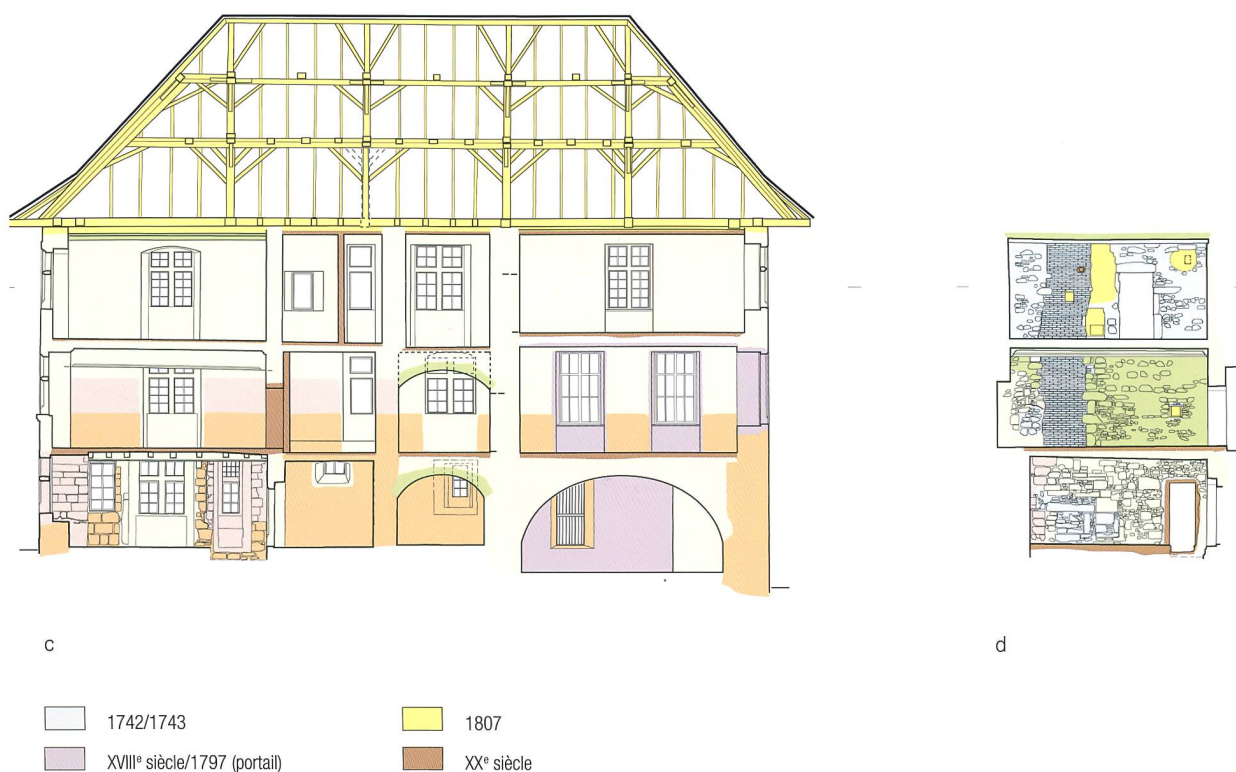 c
d
1742/1743
1807
XVIIIᵉ siècle/1797 (portail)
XXᵉ siècle